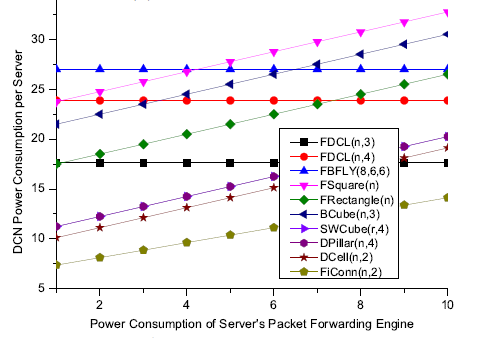 30
25
20
15
10
5
DCN Power Consumption per Server
FDCL(n,3)
FDCL(n,4)
FBFLY(8,6,6)
FSquare(n)
FRectangle(n)
BCube(n,3)
SWCube(r,4)
DPillar(n,4)
DCell(n,2)
FiConn(n,2)
2
4
6
8
10
Power Consumption of Server's Packet Forwarding Engine